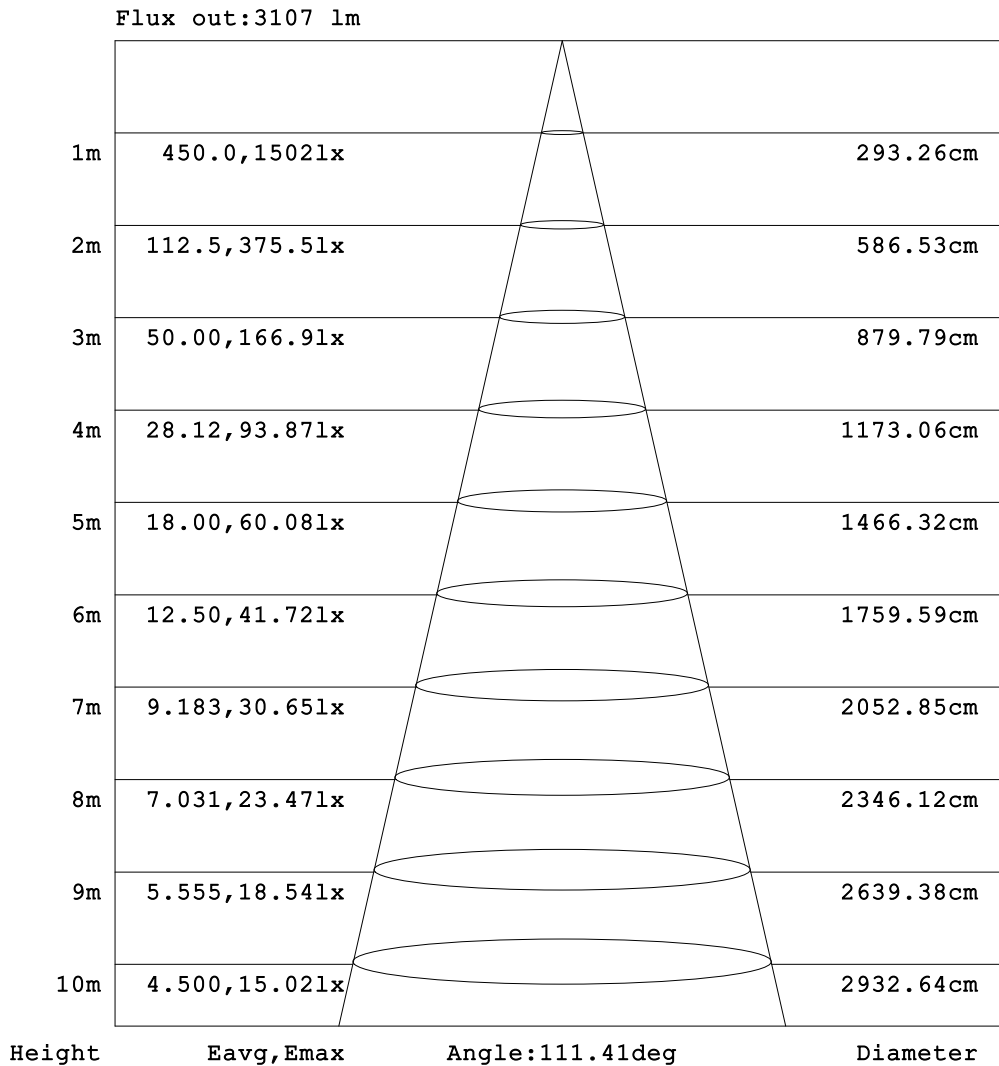 Flux out:3107 lm
1m 450.0,1502lx 293.26cm
2m 112.5,375.5lx 586.53cm
3m 50.00,166.9lx 879.79cm
4m 28.12,93.87lx 1173.06cm
5m 18.00,60.08lx 1466.32cm
6m 12.50,41.72lx 1759.59cm
7m 9.183,30.65lx 2052.85cm
8m 7.031,23.47lx 2346.12cm
9m 5.555,18.54lx 2639.38cm
10m 4.500,15.02lx 2932.64cm
Height Eavg,Emax Angle:111.41deg Diameter